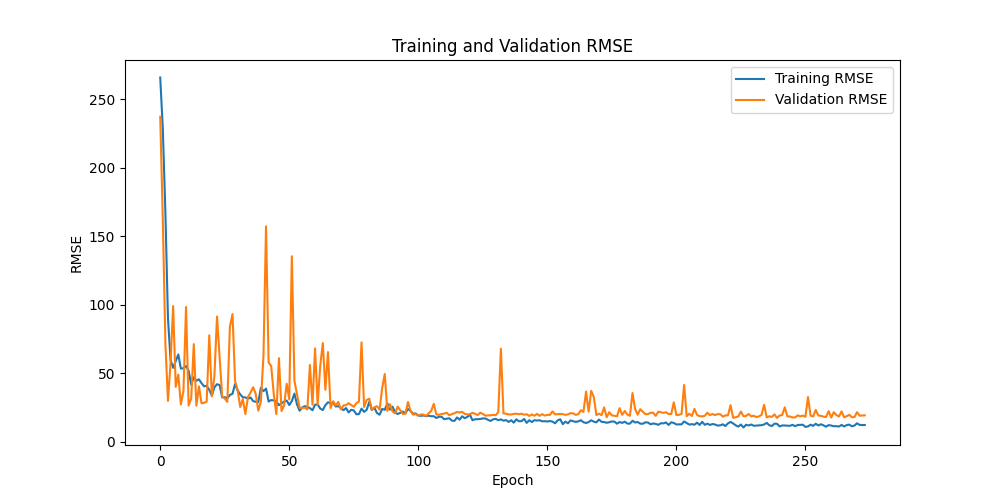 Training and Validation RMSE
Training RMSE
Validation RMSE
RMSE
250
200
150
100
50
0
0 50 100 150 200 250
Epoch